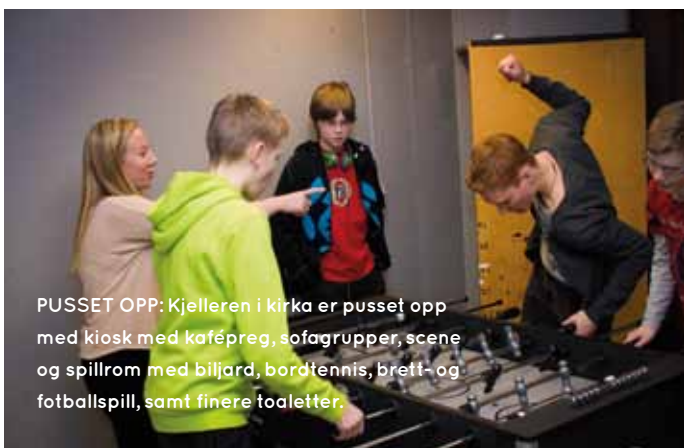 PUSSET OPP: Kjelleren i kirka er pusset opp
med kiosk med kafépreg, sofagrupper, scene
og spillrom med biljard, bordtennis, brett- og
fotballspill, samt finere toaletter.